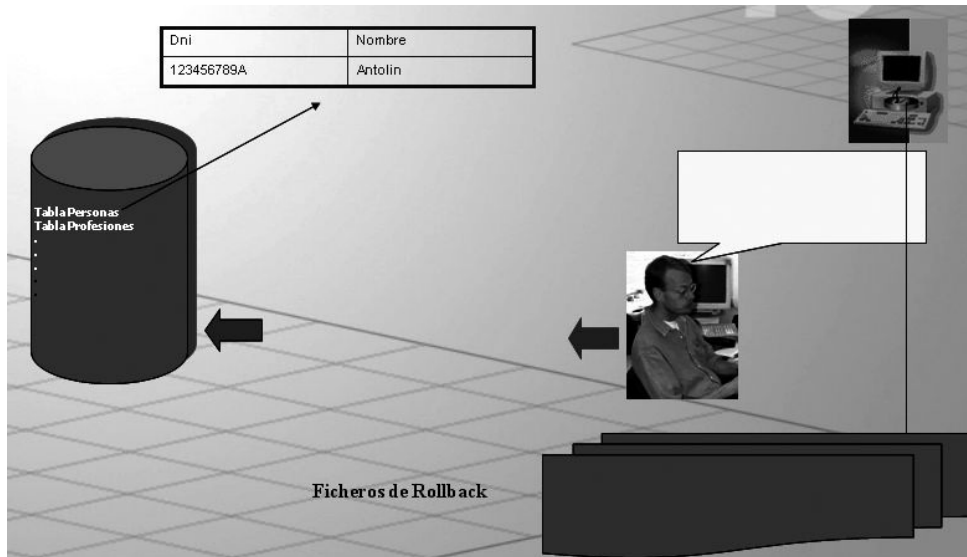 Dni Nombre
123456789A Antolin
Tabla Personas
Tabla Profesiones
.
.
.
.
.
Ficheros de Rollback